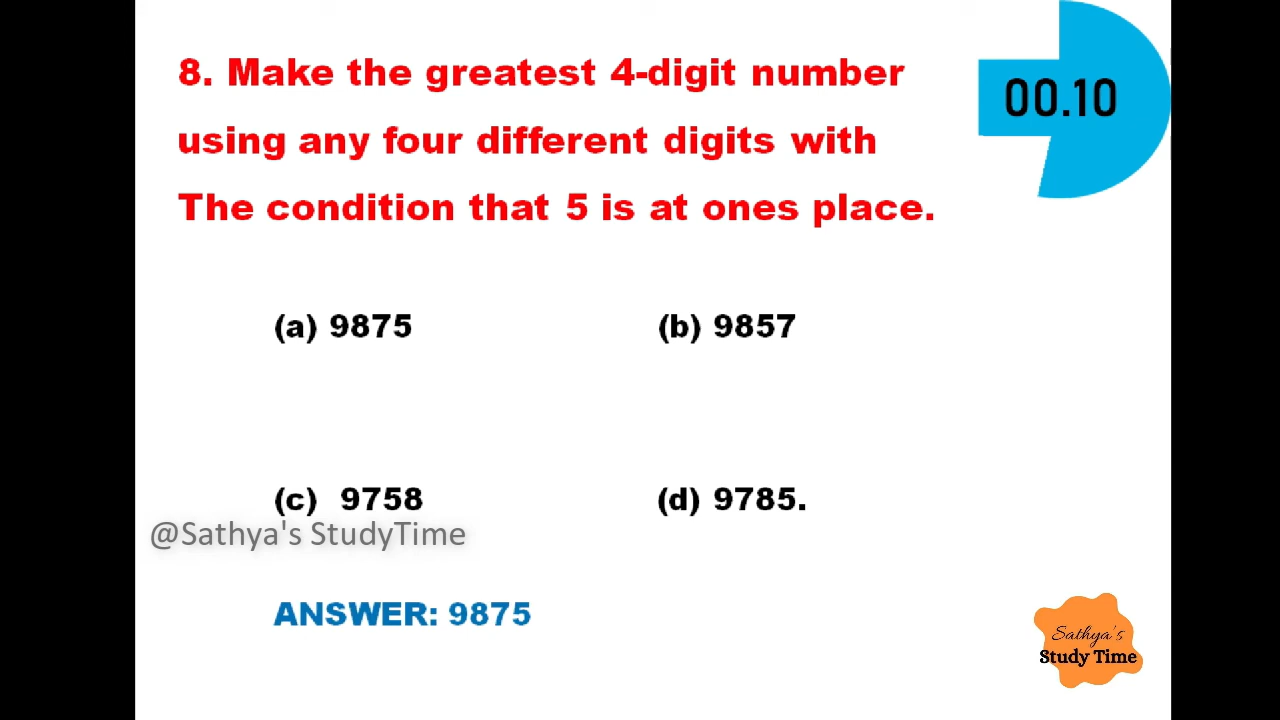 8. Make the greatest 4-digit number
00.10
using any four different digits with
The condition that 5 is at ones place.
(a) 9875
(b) 9857
(c) 9758
(d) 9785.
@Sathya's StudyTime
ANSWER: 9875
Sathya's
Study Time